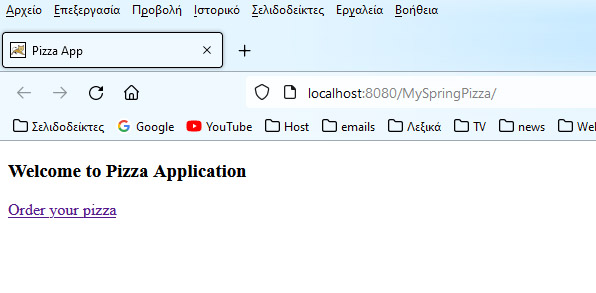 Αρχείο Επεξεργασία Προβολή Ιστορικό Σελιδοδείκτες Εργαλεία Βοήθεια
Pizza App
localhost:8080/MySpringPizza/
Σελιδοδείκτες Google YouTube Host emails Λεξικά TV news Wel
Welcome to Pizza Application
Order your pizza